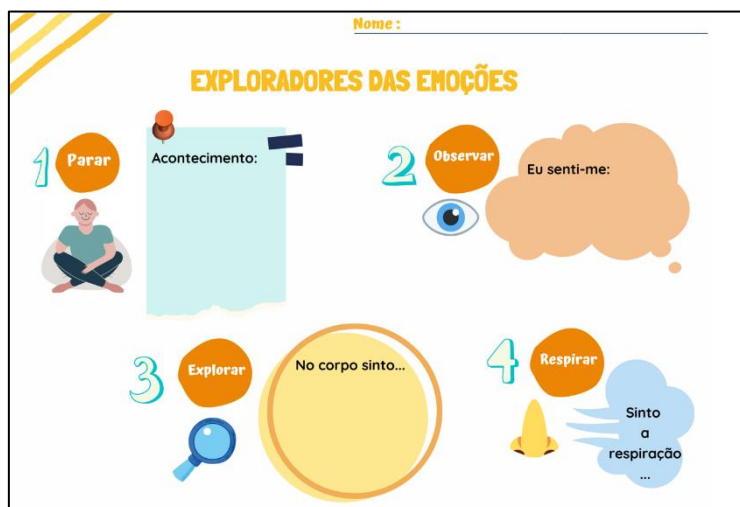 Nome :
EXPLORADORES DAS EMOÇÕES
1 Parar
Acontecimento:
2 Observar
Eu senti-me:
3 Explorar
No corpo sinto...
4 Respirar
Sinto
a
respiração
...